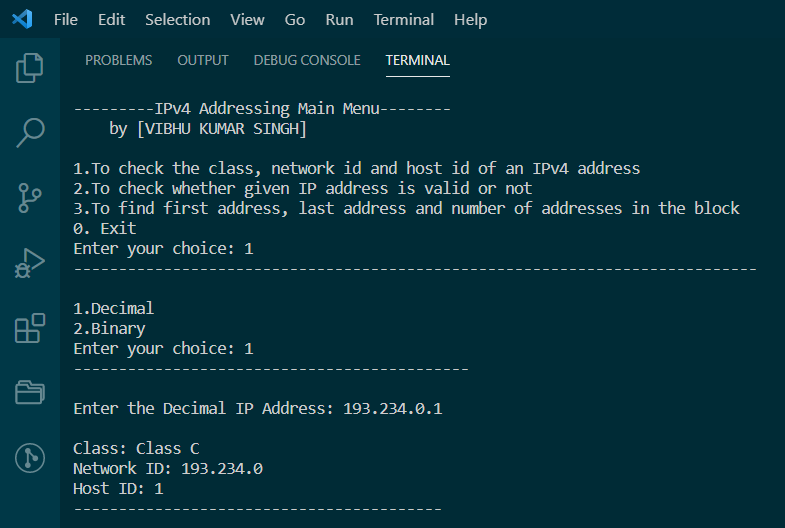 File Edit Selection View Go Run Terminal Help
PROBLEMS OUTPUT DEBUG CONSOLE TERMINAL
---------IPv4 Addressing Main Menu--------
by [VIBHU KUMAR SINGH]
1.To check the class, network id and host id of an IPv4 address
2.To check whether given IP address is valid or not
3.To find first address, last address and number of addresses in the block
0. Exit
Enter your choice: 1
----------------------------------------------------------------------------
1.Decimal
2.Binary
Enter your choice: 1
--------------------------------------------
Enter the Decimal IP Address: 193.234.0.1
Class: Class C
Network ID: 193.234.0
Host ID: 1
-----------------------------------------